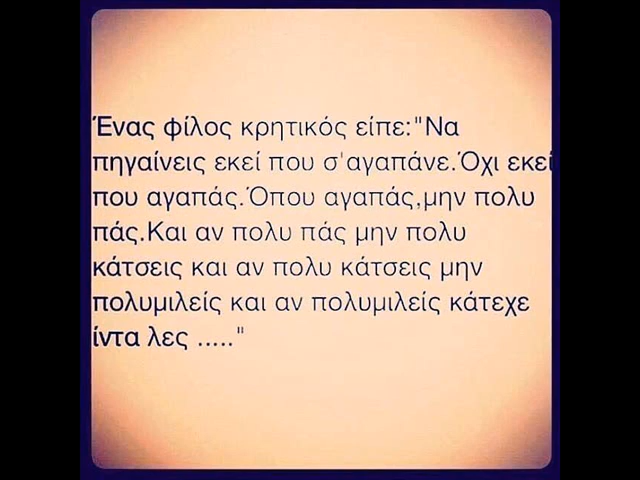 Ένας φίλος κρητικός είπε:"Να
πηγαίνεις εκεί που σ'αγαπάνε.Όχι εκεί
που αγαπάς.Όπου αγαπάς,μην πολυ
πάς.Και αν πολυ πάς μην πολυ
κάτσεις και αν πολυ κάτσεις μην
πολυμιλείς και αν πολυμιλείς κάτεχε
ίντα λες ....."